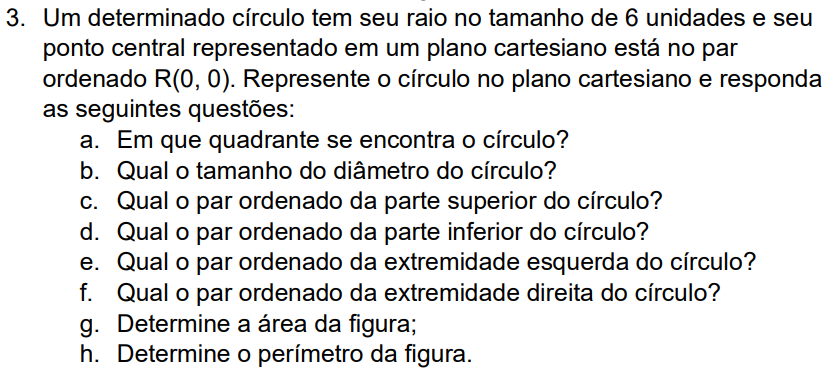 3. Um determinado círculo tem seu raio no tamanho de 6 unidades e seu
ponto central representado em um plano cartesiano está no par
ordenado R(0, 0). Represente o círculo no plano cartesiano e responda
as seguintes questões:
a. Em que quadrante se encontra o círculo?
b. Qual o tamanho do diâmetro do círculo?
c. Qual o par ordenado da parte superior do círculo?
d. Qual o par ordenado da parte inferior do círculo?
e. Qual o par ordenado da extremidade esquerda do círculo?
f. Qual o par ordenado da extremidade direita do círculo?
g. Determine a área da figura;
h. Determine o perímetro da figura.